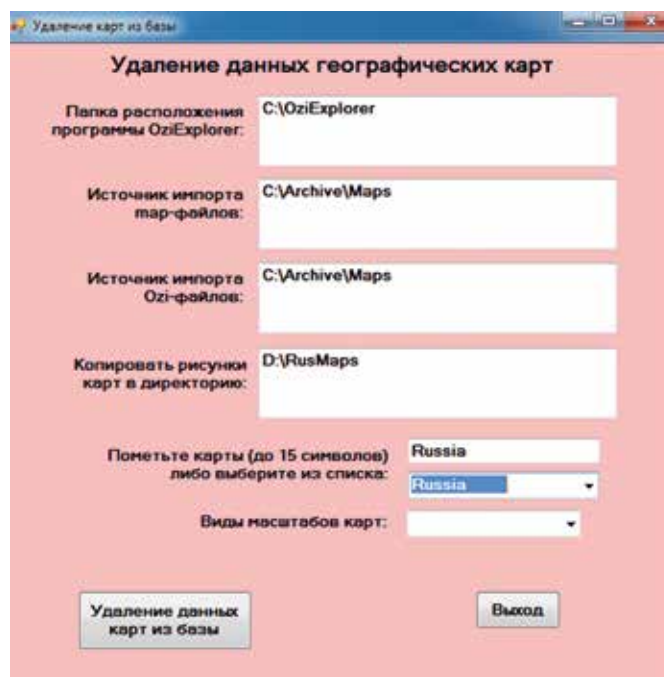 Удаление карт из базы
Удаление данных географических карт
Папка расположения
программы OziExplorer:
C:\OziExplorer
Источник импорта
map-файлов:
C:\Archive\Maps
Источник импорта
Ozi-файлов:
C:\Archive\Maps
Копировать рисунки
карт в директорию:
D:\RusMaps
Пометьте карты (до 15 символов)
либо выберите из списка:
Russia
Russia
Виды масштабов карт:
Удаление данных
карт из базы
Выход